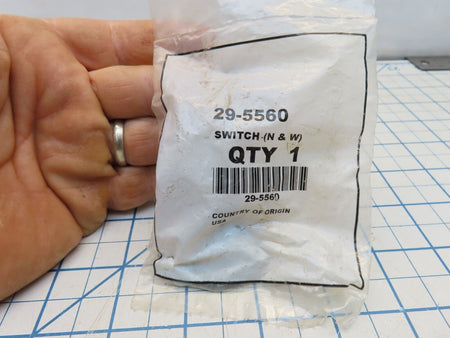 29-5560
SWITCH (N & W)
QTY 1
29-5560
COUNTRY OF ORIGIN
USA